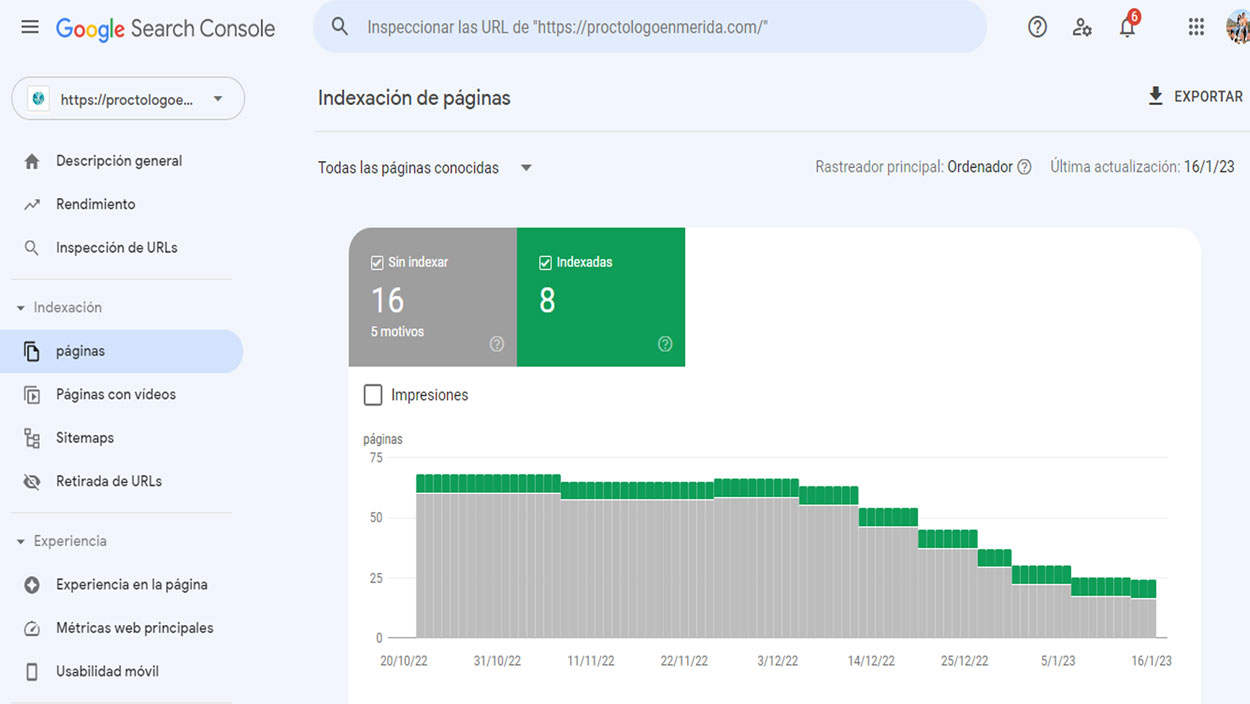 Google Search Console
Inspeccionar las URL de "https://proctologoenmerida.com/"
6
https://proctologoe...
Indexación de páginas
EXPORTAR
Descripción general
Todas las páginas conocidas
Rastreador principal: Ordenador
Última actualización: 16/1/23
Rendimiento
Inspección de URLs
Indexación
páginas
Páginas con vídeos
Sitemaps
Retirada de URLs
Experiencia
Experiencia en la página
Métricas web principales
Usabilidad móvil
Sin indexar
16
5 motivos
Indexadas
8
Impresiones
páginas
75
50
25
0
20/10/22 31/10/22 11/11/22 22/11/22 3/12/22 14/12/22 25/12/22 5/1/23 16/1/23